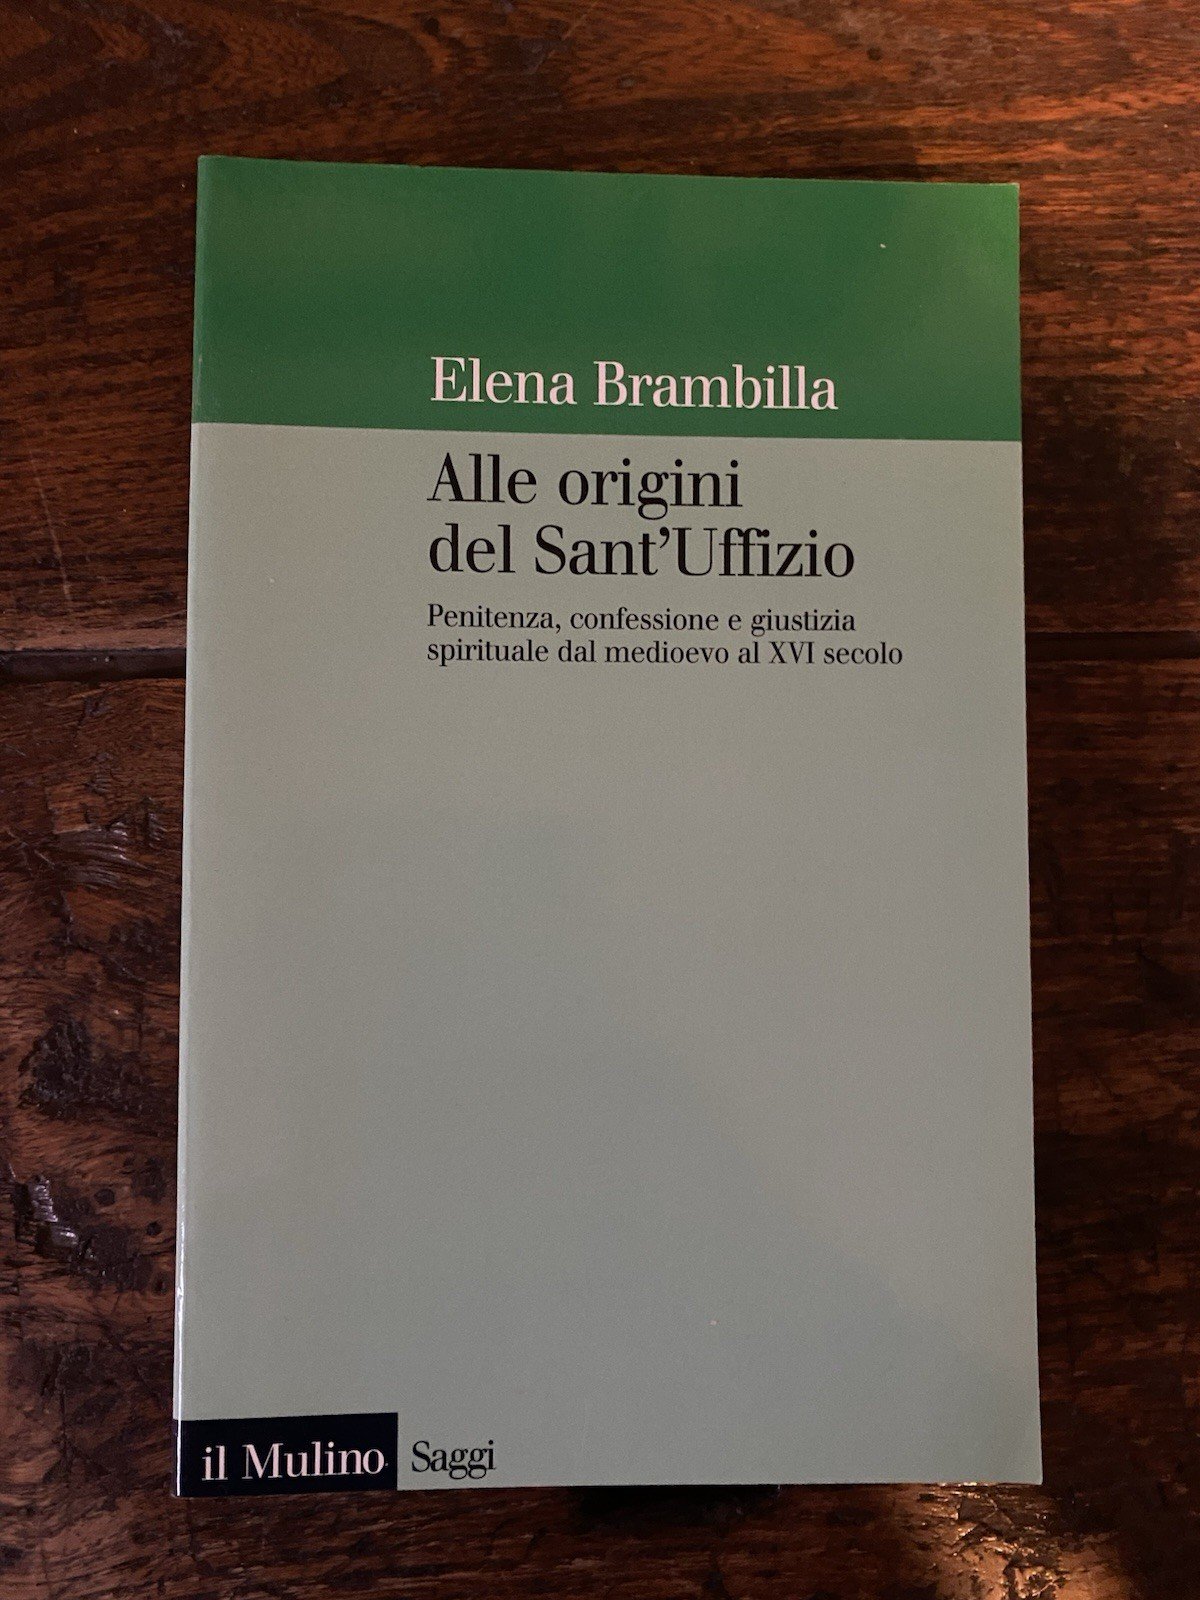 Elena Brambilla
Alle origini
del Sant'Uffizio
Penitenza, confessione e giustizia
spirituale dal medioevo al XVI secolo
il Mulino Saggi